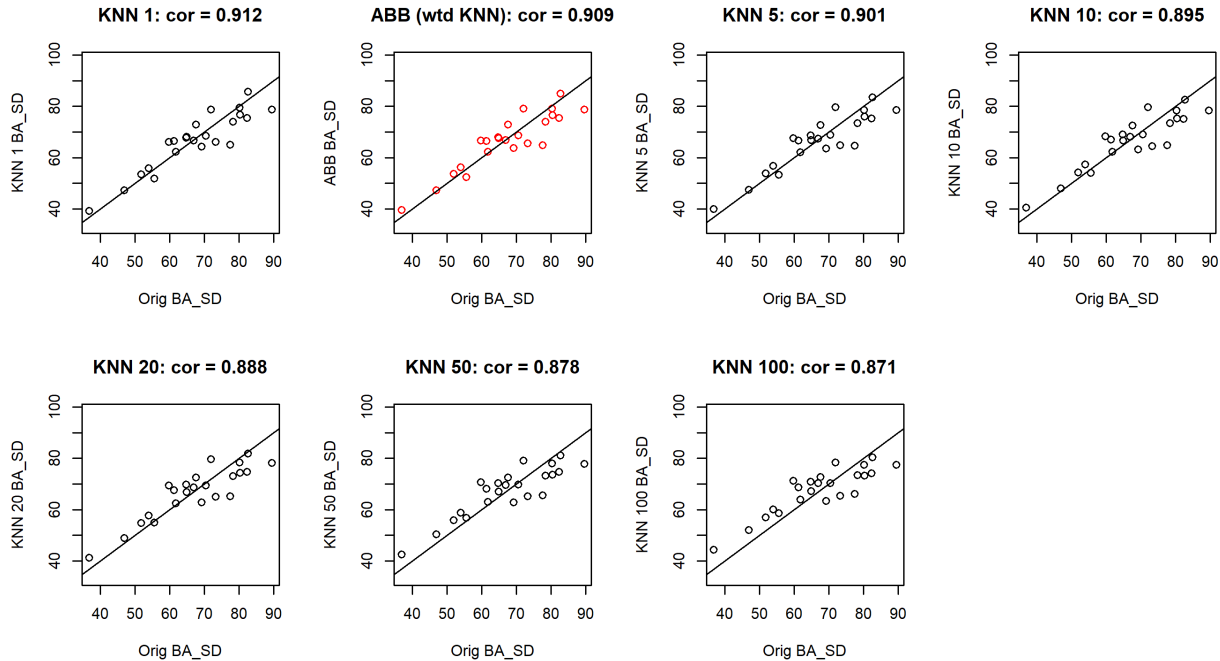 KNN 1: cor = 0.912
KNN 1 BA_SD
100
80
60
40
40 50 60 70 80 90
Orig BA_SD
ABB (wtd KNN): cor = 0.909
ABB BA_SD
100
80
60
40
40 50 60 70 80 90
Orig BA_SD
KNN 5: cor = 0.901
KNN 5 BA_SD
100
80
60
40
40 50 60 70 80 90
Orig BA_SD
KNN 10: cor = 0.895
KNN 10 BA_SD
100
80
60
40
40 50 60 70 80 90
Orig BA_SD
KNN 20: cor = 0.888
KNN 20 BA_SD
100
80
60
40
40 50 60 70 80 90
Orig BA_SD
KNN 50: cor = 0.878
KNN 50 BA_SD
100
80
60
40
40 50 60 70 80 90
Orig BA_SD
KNN 100: cor = 0.871
KNN 100 BA_SD
100
80
60
40
40 50 60 70 80 90
Orig BA_SD